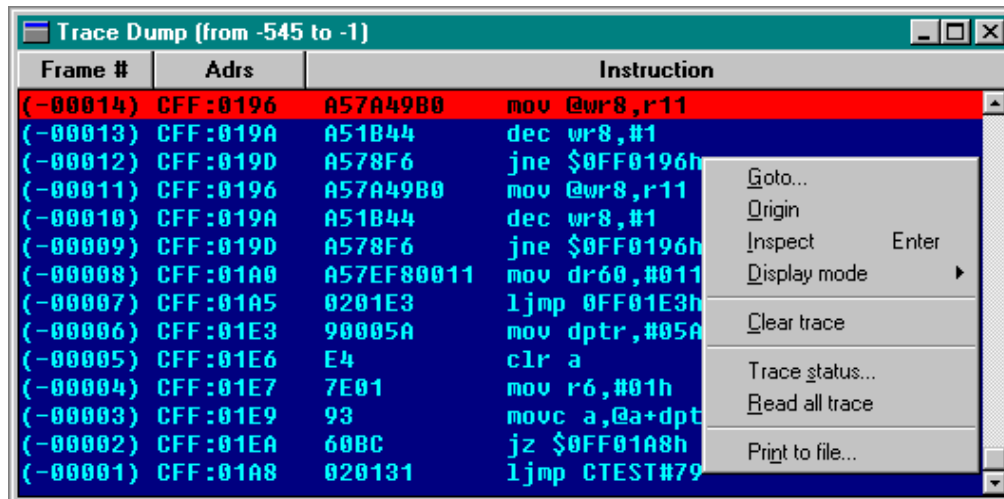 Trace Dump (from -545 to -1)
Frame # Adrs Instruction
(-00014) CFF:0196 A57A49B0 mov @wr8,r11
(-00013) CFF:019A A51B44 dec wr8,#1
(-00012) CFF:019D A578F6 jne $0FF0196h
(-00011) CFF:0196 A57A49B0 mov @wr8,r11
(-00010) CFF:019A A51B44 dec wr8,#1
(-00009) CFF:019D A578F6 jne $0FF0196h
(-00008) CFF:01A0 A57EF80011 mov dr60,#011
(-00007) CFF:01A5 0201E3 ljmp 0FF01E3h
(-00006) CFF:01E3 90005A mov dptr,#05A
(-00005) CFF:01E6 E4 clr a
(-00004) CFF:01E7 7E01 mov r6,#01h
(-00003) CFF:01E9 93 movc a,@a+dpt
(-00002) CFF:01EA 60BC jz $0FF01A8h
(-00001) CFF:01A8 020131 ljmp CTEST#79
Goto...
Origin
Inspect Enter
Display mode
Clear trace
Trace status...
Read all trace
Print to file...